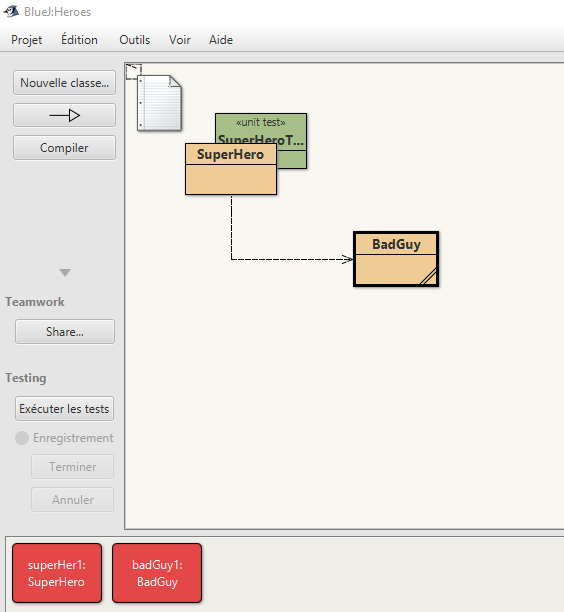 BlueJ:Heroes
Projet Édition Outils Voir Aide
Nouvelle classe...
Compiler
«unit test»
SuperHeroT...
SuperHero
BadGuy
Teamwork
Share...
Testing
Exécuter les tests
Enregistrement
Terminer
Annuler
superHer1:
SuperHero
badGuy1:
BadGuy